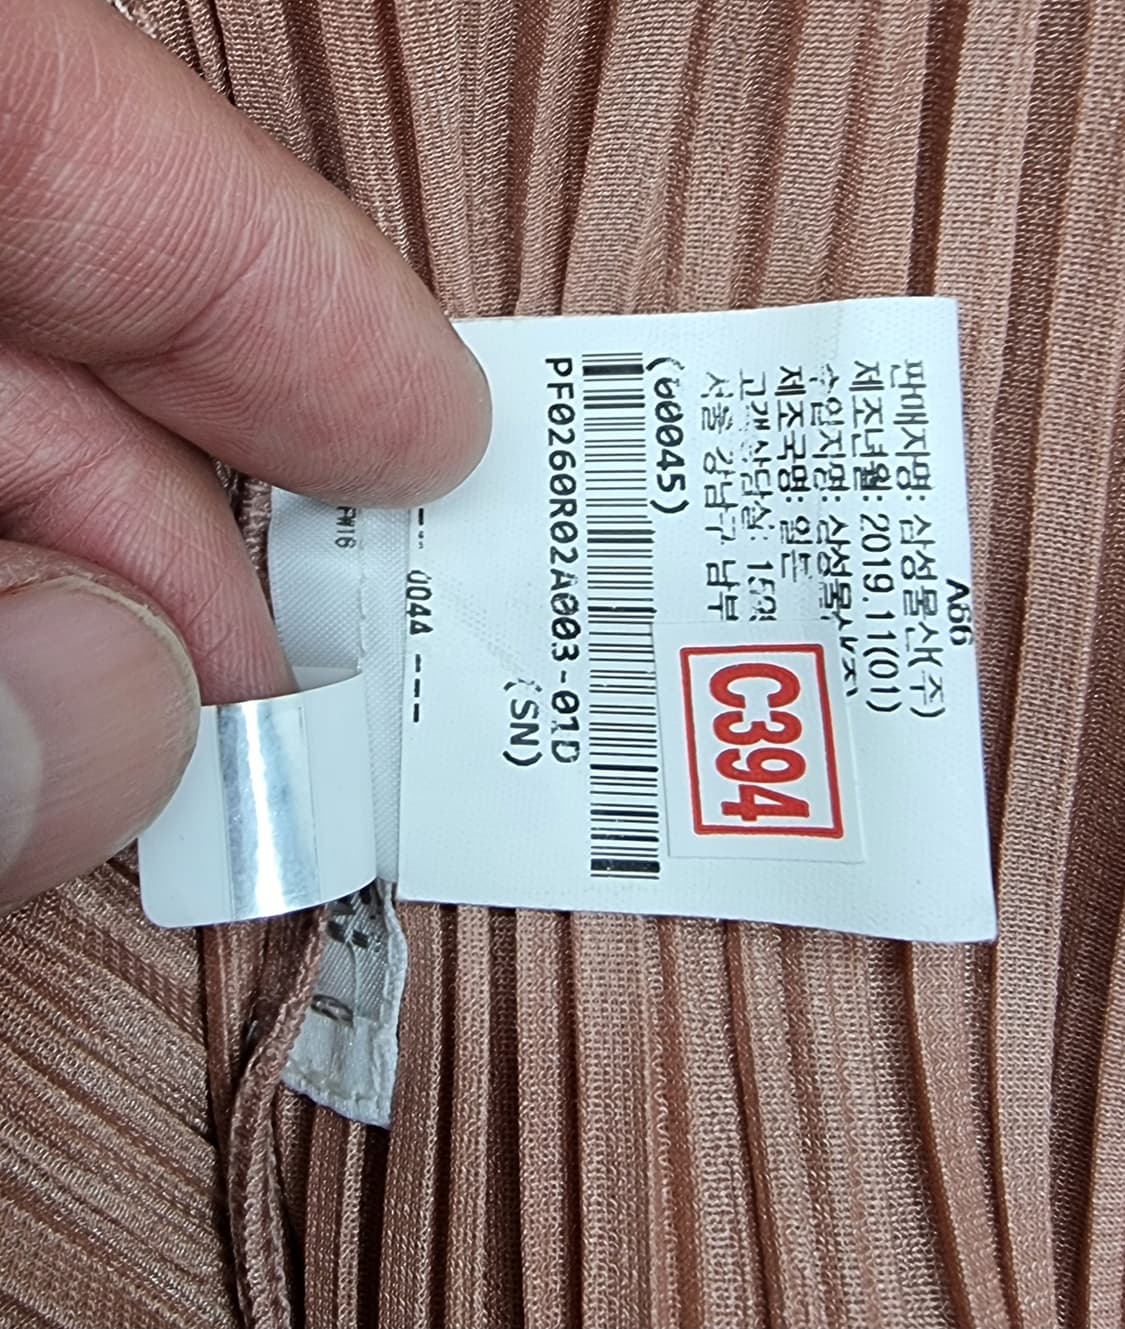 A66
판매자명: 삼성물산(주)
제조년월: 2019.11(01)
수입자명: 삼성물산(주)
제조국명: 일본
고객상담실: 159
서울 강남구 남부
(60045)
C394
PF0260R02A003-01D
(SN)
0044 ---